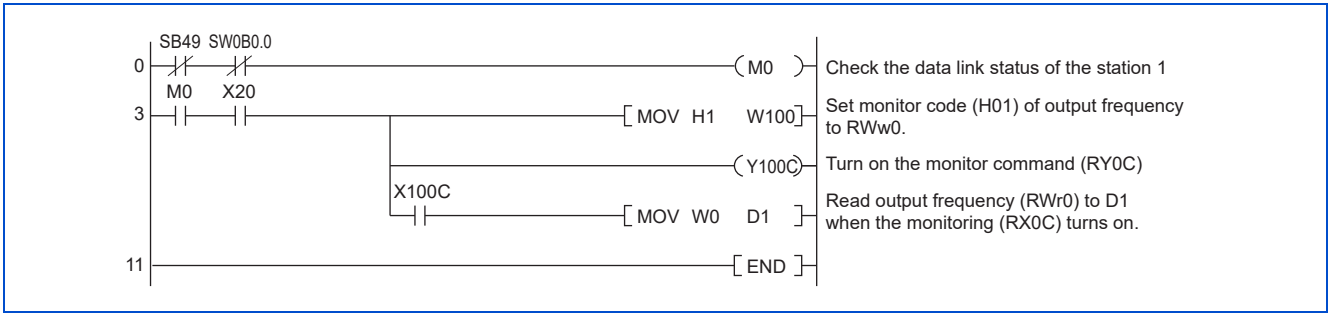 SB49 SW0B0.0
0 M0 Check the data link status of the station 1
M0 X20
3 MOV H1 W100 Set monitor code (H01) of output frequency
to RWw0.
Y100C Turn on the monitor command (RY0C)
X100C
MOV W0 D1 Read output frequency (RWr0) to D1
when the monitoring (RX0C) turns on.
11 END